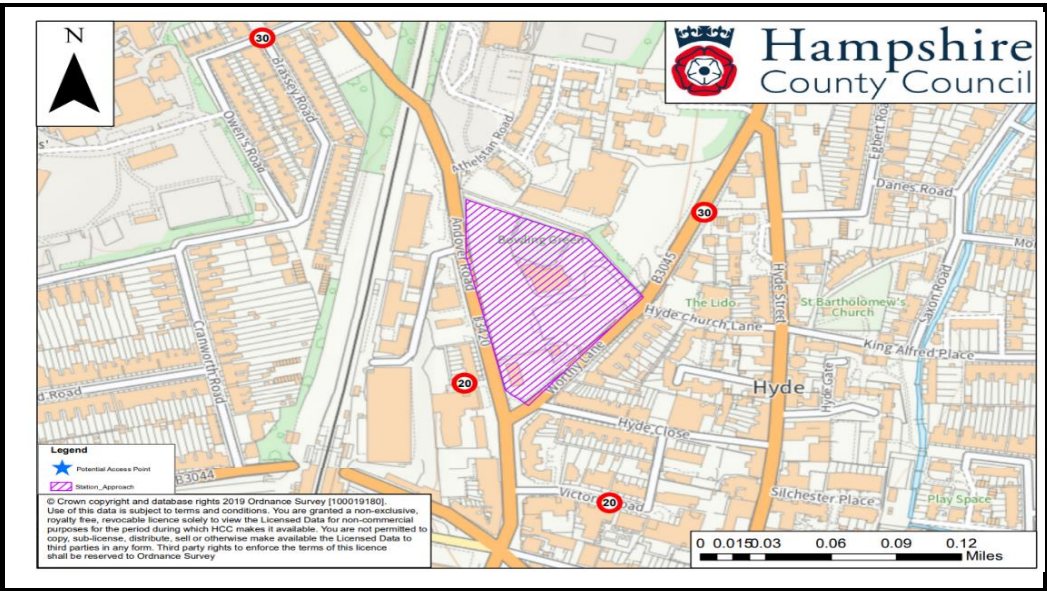 N
30
Hampshire
County Council
Brassey Road
Owen's Road
s'
Athelstan Road
Egbert Road
Danes Road
30
Andover Road
Bowling Green
B3045
Hyde Street
The Lido
St Bartholomew's
Church
Saxon Road
Hyde Church Lane
King Alfred Place
B3420
Cranworth Road
20
Worthy Lane
Hyde
Hyde Gate
d Road
Hyde Close
B3044
20
Silchester Place
Play Space
Legend
Potential Access Point
Station_Approach
© Crown copyright and database rights 2019 Ordnance Survey [100019180].
Use of this data is subject to terms and conditions. You are granted a non-exclusive,
royalty free, revocable licence solely to view the Licensed Data for non-commercial
purposes for the period during which HCC makes it available. You are not permitted to
copy, sub-license, distribute, sell or otherwise make available the Licensed Data to
third parties in any form. Third party rights to enforce the terms of this licence
shall be reserved to Ordnance Survey
0 0.0150.03 0.06 0.09 0.12
Miles